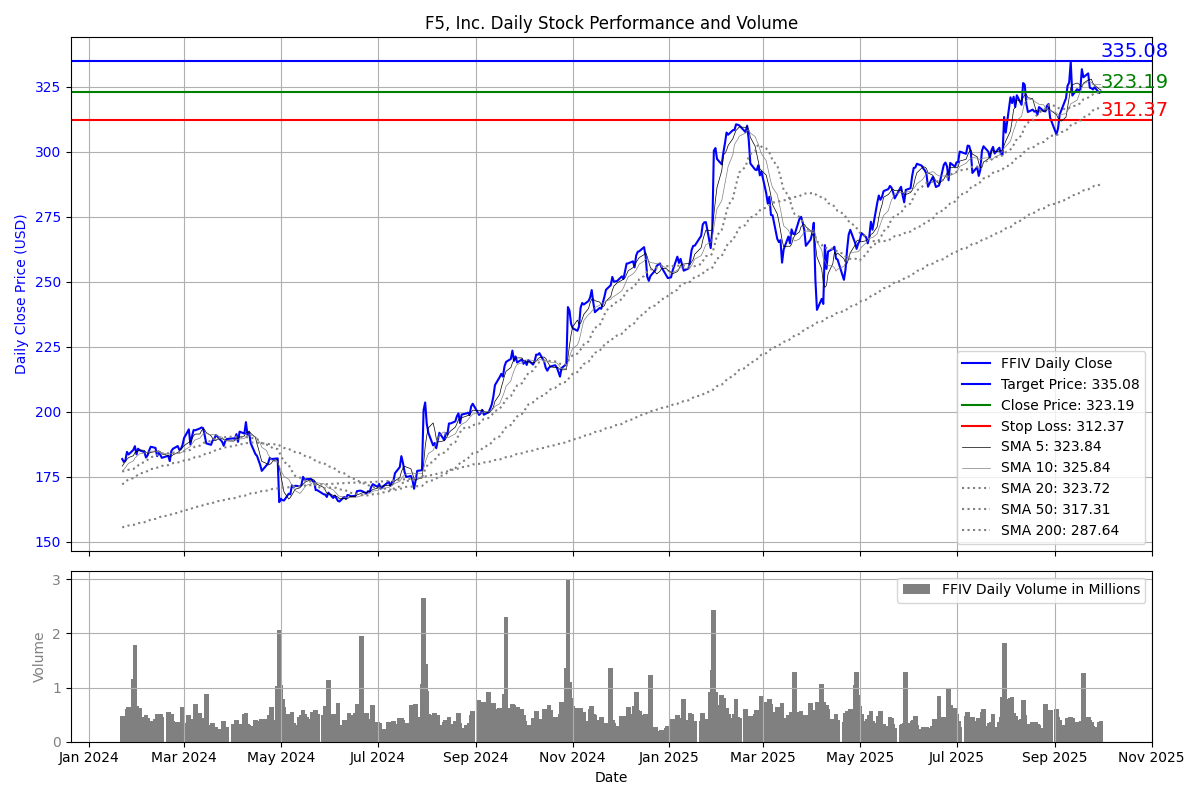 F5, Inc. Daily Stock Performance and Volume
335.08
323.19
312.37
Daily Close Price (USD)
325
300
275
250
225
200
175
150
FFIV Daily Close
Target Price: 335.08
Close Price: 323.19
Stop Loss: 312.37
SMA 5: 323.84
SMA 10: 325.84
SMA 20: 323.72
SMA 50: 317.31
SMA 200: 287.64
Volume
3
2
1
0
FFIV Daily Volume in Millions
Jan 2024 Mar 2024 May 2024 Jul 2024 Sep 2024 Nov 2024 Jan 2025 Mar 2025 May 2025 Jul 2025 Sep 2025 Nov 2025
Date